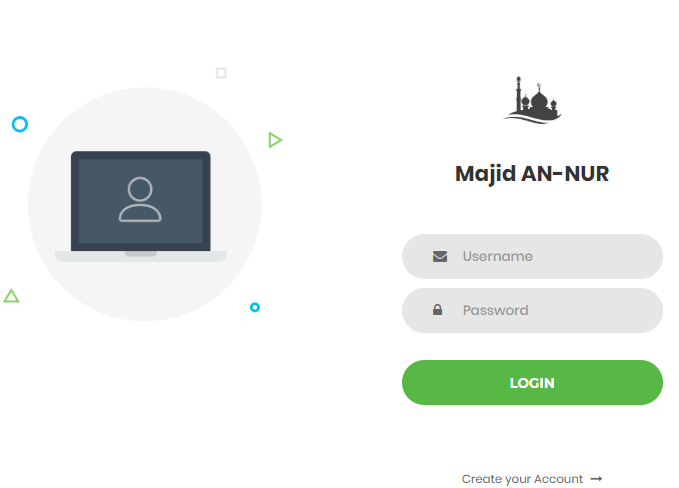 Majid AN-NUR
Username
Password
LOGIN
Create your Account